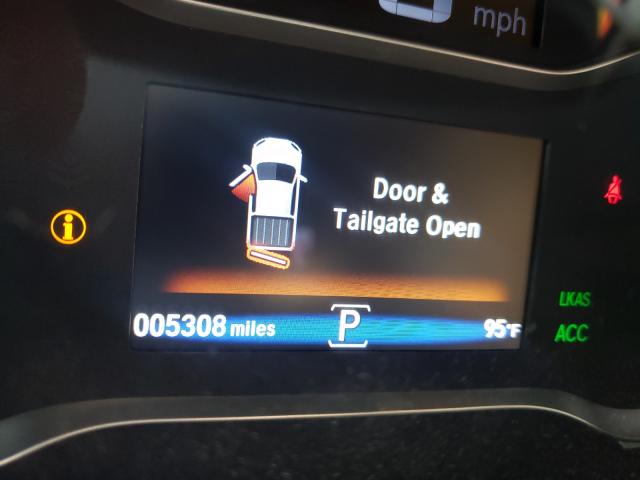 mph
Door &
Tailgate Open
005308 miles
P
95°F
LKAS
ACC